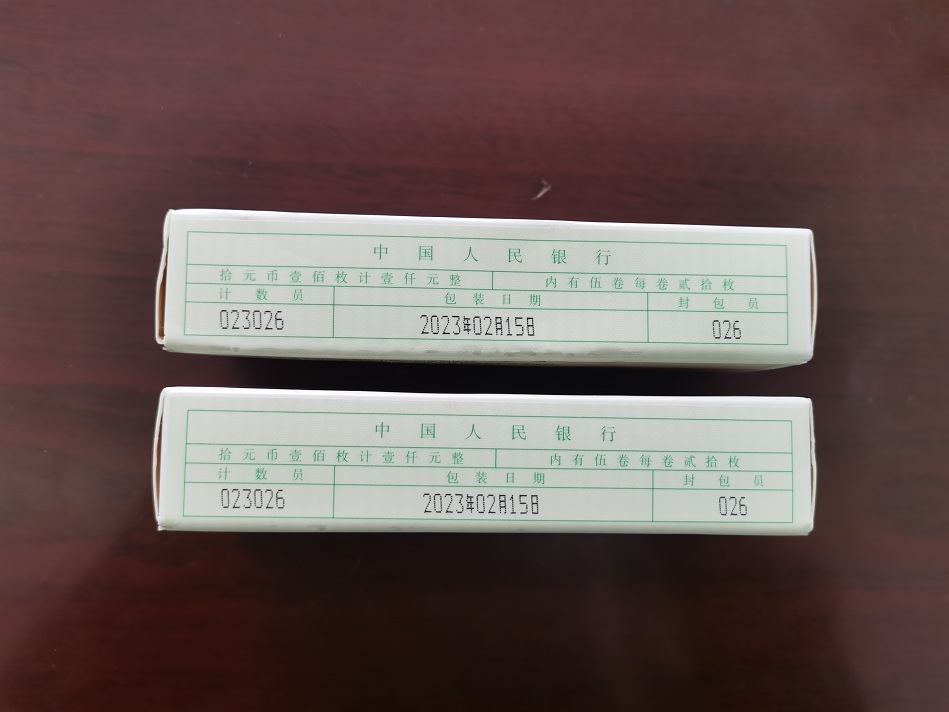 中国人民银行
拾元币壹佰枚计壹仟元整 内有伍卷每卷贰拾枚
计数员 包装日期 封包员
023026 2023年02月15日 026
中国人民银行
拾元币壹佰枚计壹仟元整 内有伍卷每卷贰拾枚
计数员 包装日期 封包员
023026 2023年02月15日 026